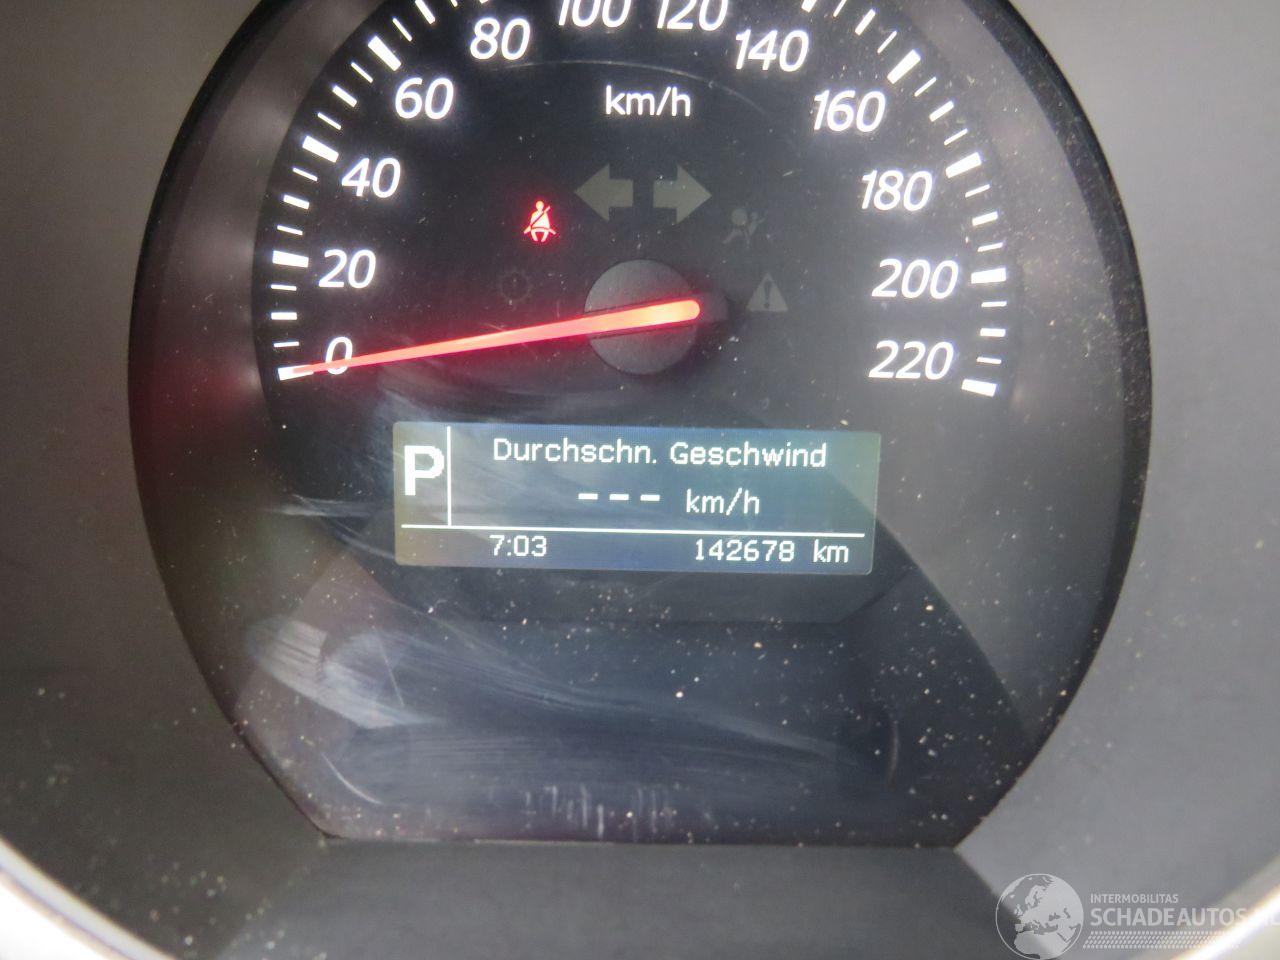 100 120
80 140
60 km/h 160
40 180
20 200
0 220
P Durchschn. Geschwind
--- km/h
7:03 142678 km
INTERMOBILITAS
SCHADEAUTOS.NL